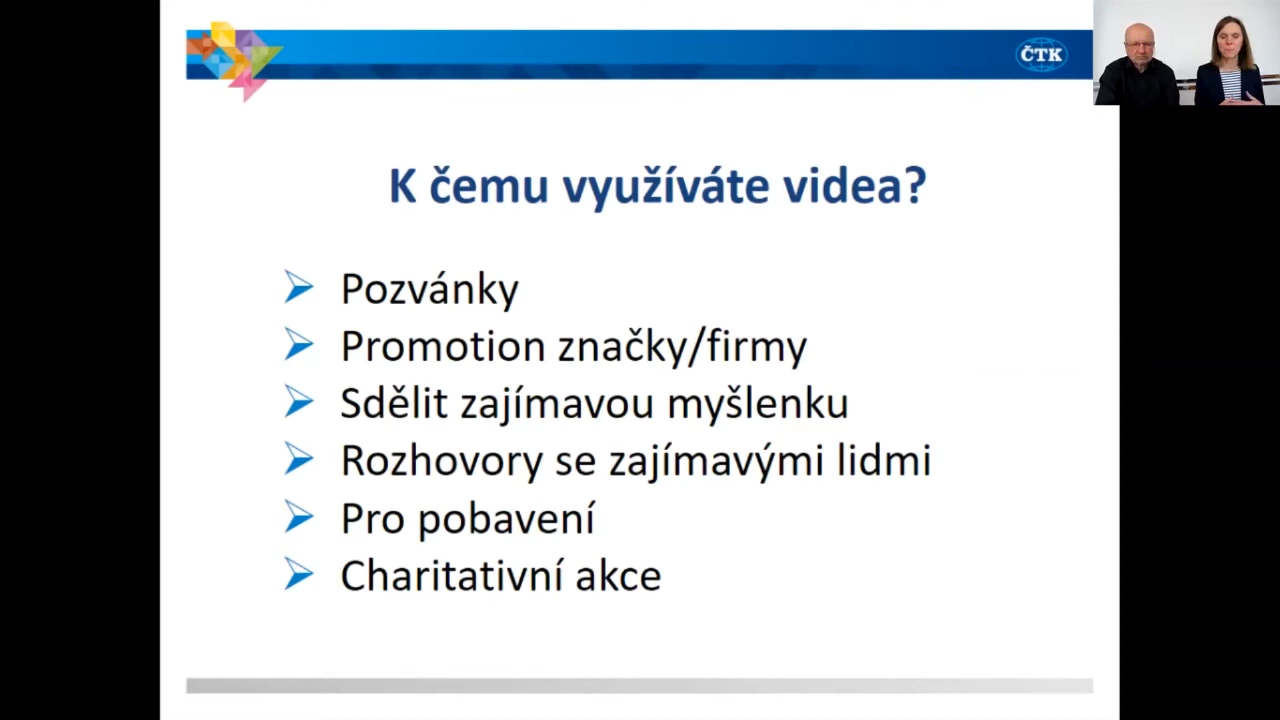 ČTK
K čemu využíváte videa?
Pozvánky
Promotion značky/firmy
Sdělit zajímavou myšlenku
Rozhovory se zajímavými lidmi
Pro pobavení
Charitativní akce